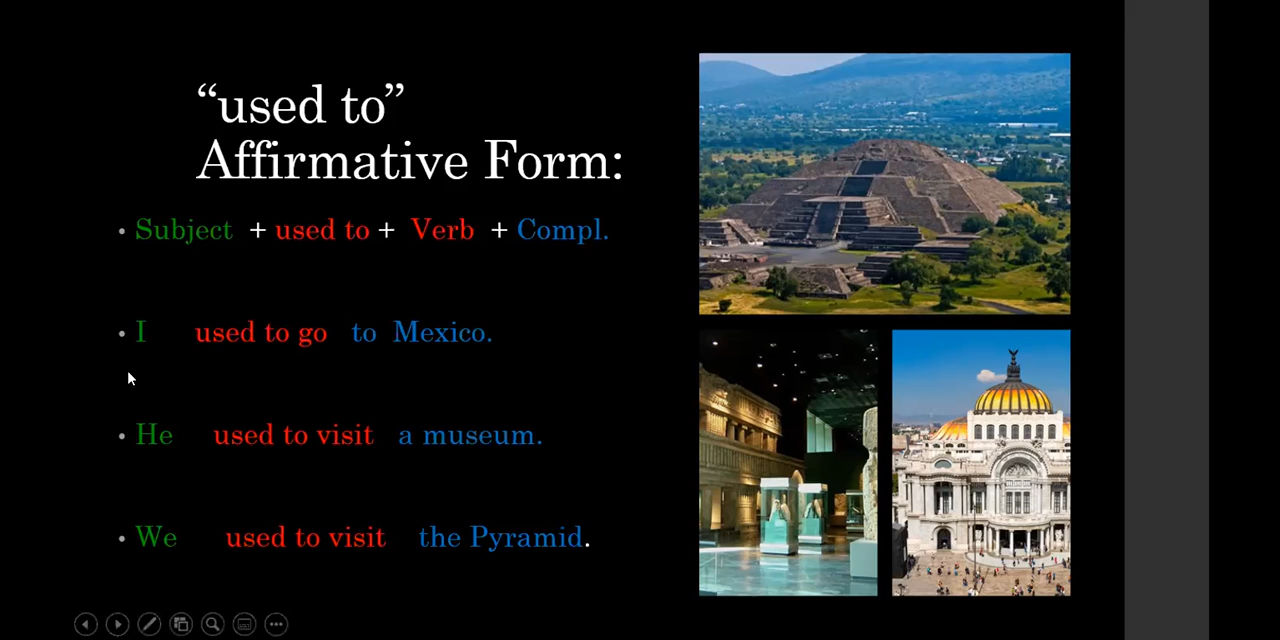 “used to”
Affirmative Form:
• Subject + used to + Verb + Compl.
• I used to go to Mexico.
• He used to visit a museum.
• We used to visit the Pyramid.